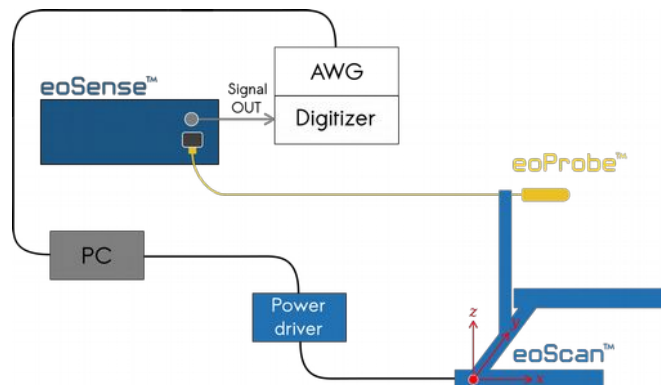 AWG
eoSense™
Signal
OUT
Digitizer
eoProbe™
PC
Power
driver
z
y
eoScan™
x